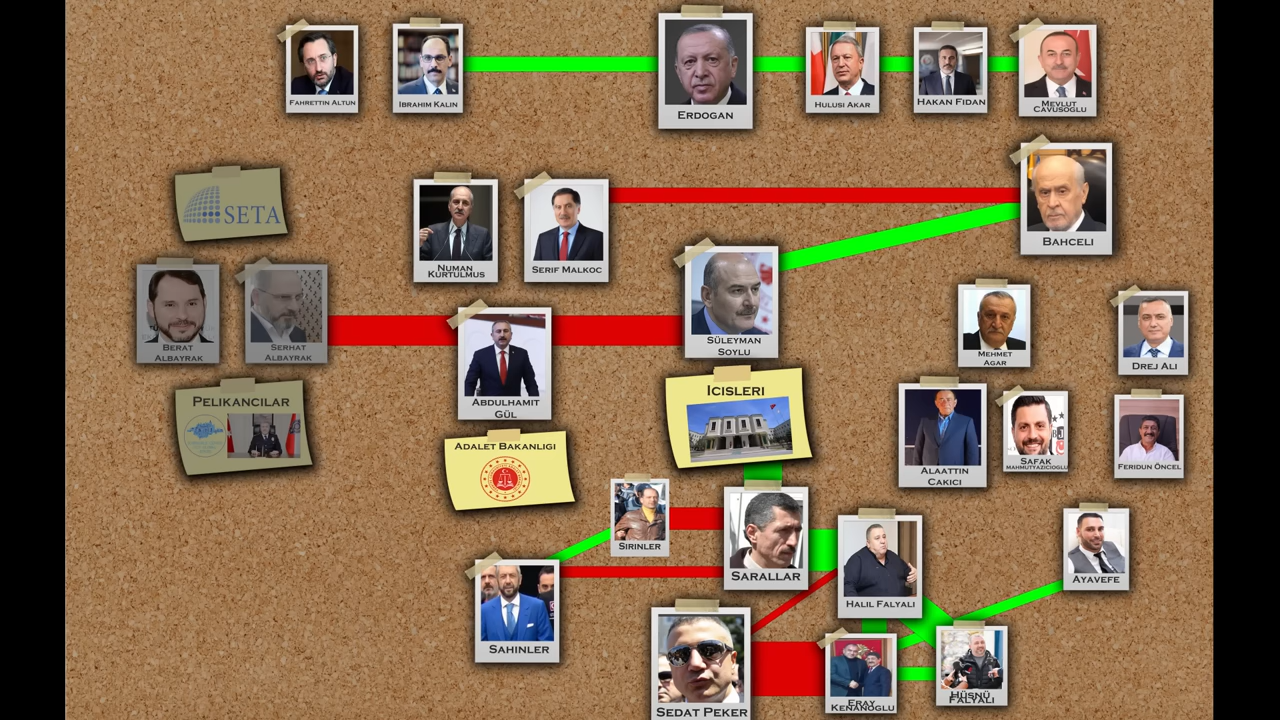 FAHRETTIN ALTUN
IBRAHIM KALIN
ERDOGAN
HULUSI AKAR
HAKAN FIDAN
MEVLUT
CAVUSOGLU
SETA
NUMAN
KURTULMUS
SERIF MALKOC
BAHCELI
BERAT
ALBAYRAK
SERHAT
ALBAYRAK
ABDULHAMIT
GÜL
SÜLEYMAN
SOYLU
MEHMET
AGAR
DREJ ALI
PELIKANCILAR
ADALET BAKANLIGI
ICISLERI
ALAATTIN
CAKICI
SAFAK
MAHMUTYAZICIOGLU
FERIDUN ÖNCEL
SIRINLER
SARALLAR
HALIL FALYALI
AYAVEFE
SAHINLER
SEDAT PEKER
ERAY
KENANOGLU
HÜSNÜ
FALYALI